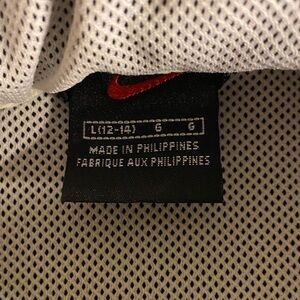 L(12-14) G G
MADE IN PHILIPPINES
FABRIQUE AUX PHILIPPINES